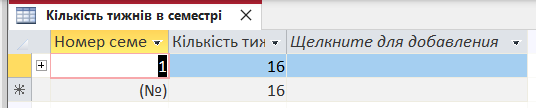 Кількість тижнів в семестрі
Номер семе Кількість тиж Щелкните для добавления
1 16
(№) 16